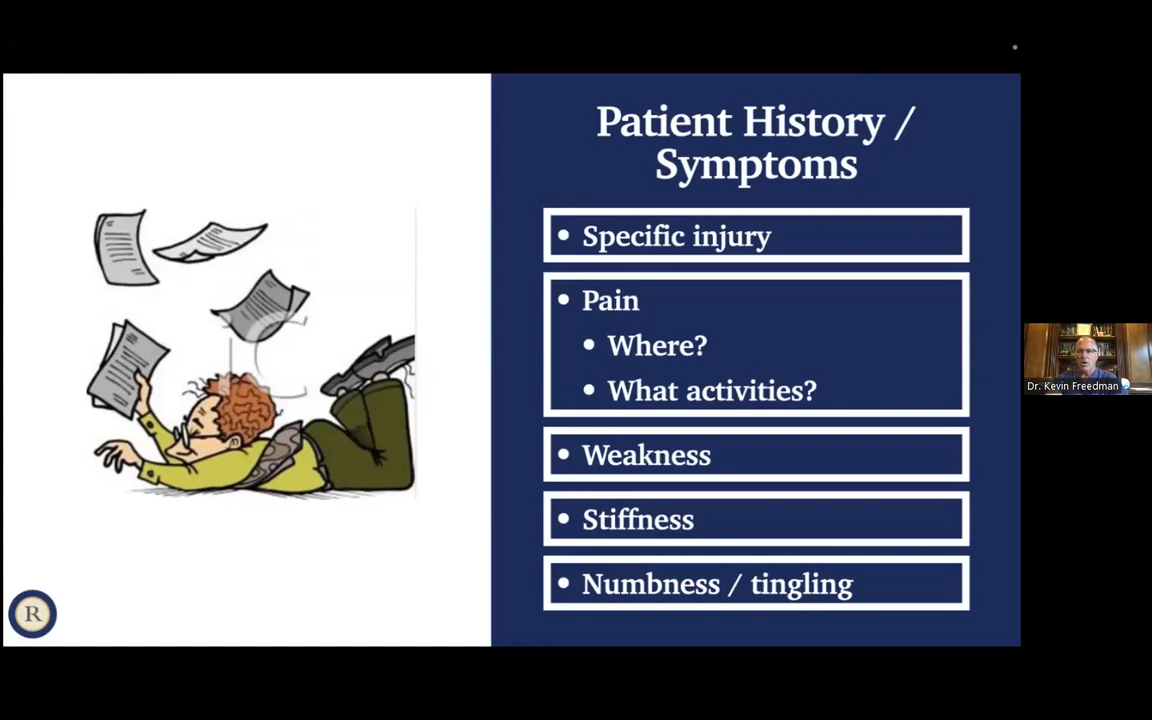 Patient History /
Symptoms
• Specific injury
• Pain
• Where?
• What activities?
• Weakness
• Stiffness
• Numbness / tingling
R
Dr. Kevin Freedman